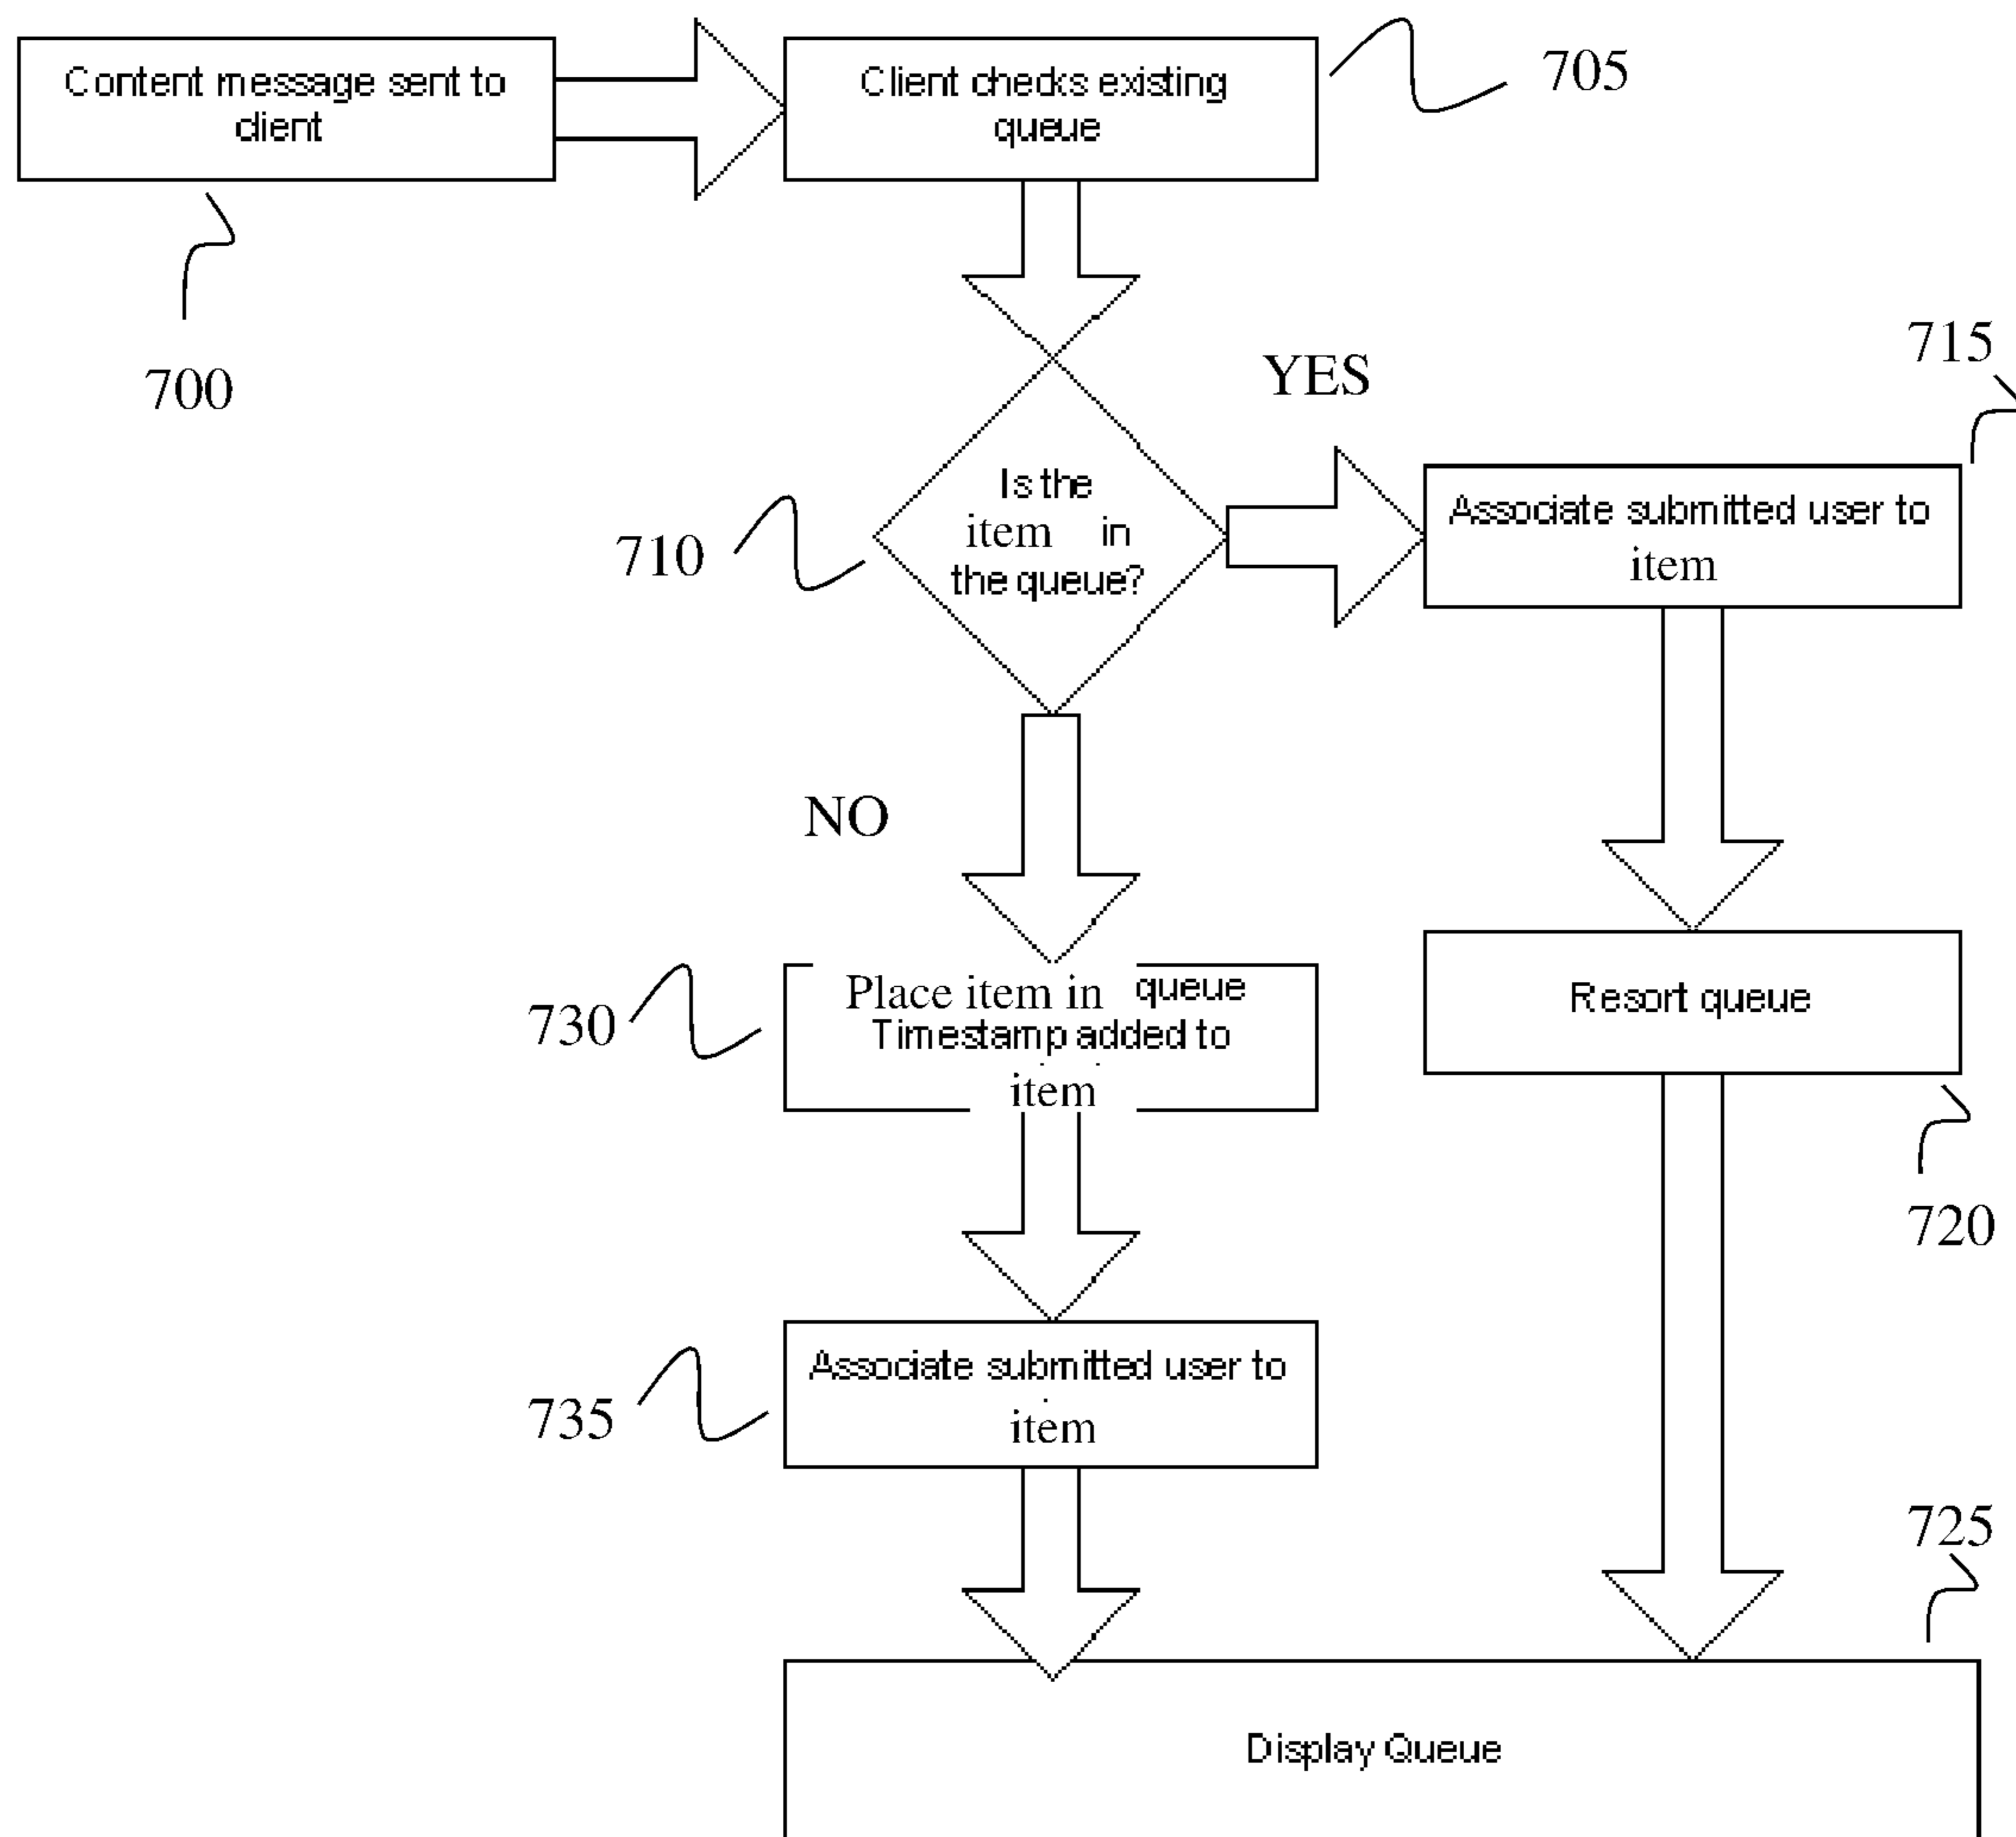 Content message sent to
client
Client checks existing
queue
705
700
YES
715
Is the
item in
the queue?
710
Associate submitted user to
item
NO
730
Place item in queue
Timestamp added to
item
Resort queue
720
735
Associate submitted user to
item
725
Display Queue